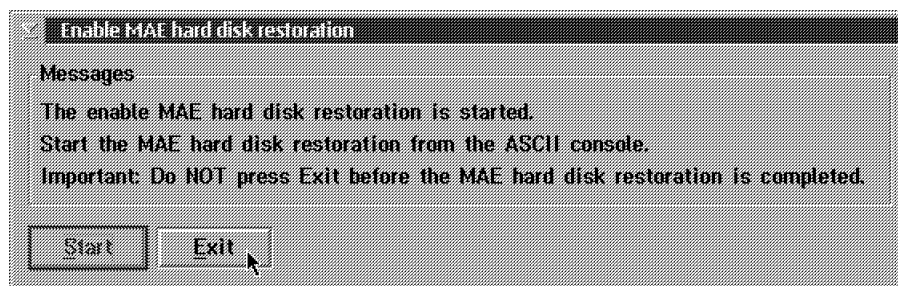 Enable MAE hard disk restoration
Messages
The enable MAE hard disk restoration is started.
Start the MAE hard disk restoration from the ASCII console.
Important: Do NOT press Exit before the MAE hard disk restoration is completed.
Start Exit